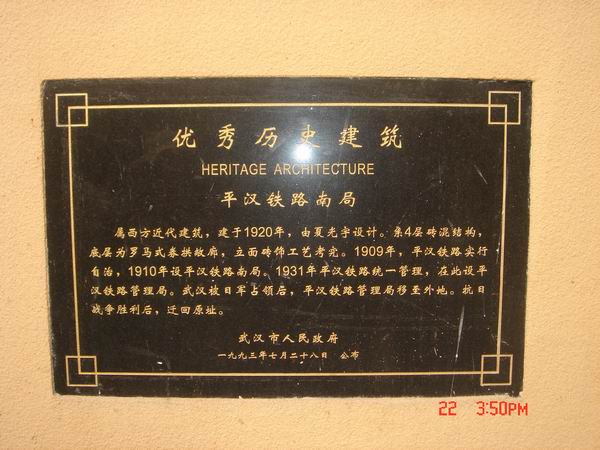 优秀历史建筑
HERITAGE ARCHITECTURE
平汉铁路南局
属西方近代建筑，建于1920年，由夏光宇设计。系4层砖混结构，
底层为罗马式券拱敞廊，立面砖饰工艺考究。1909年，平汉铁路实行
自治，1910年设平汉铁路南局。1931年平汉铁路统一管理，在此设平
汉铁路管理局。武汉被日军占领后，平汉铁路管理局移至外地。抗日
战争胜利后，迁回原址。
武汉市人民政府
一九九三年七月二十八日 公布
22 3:50PM